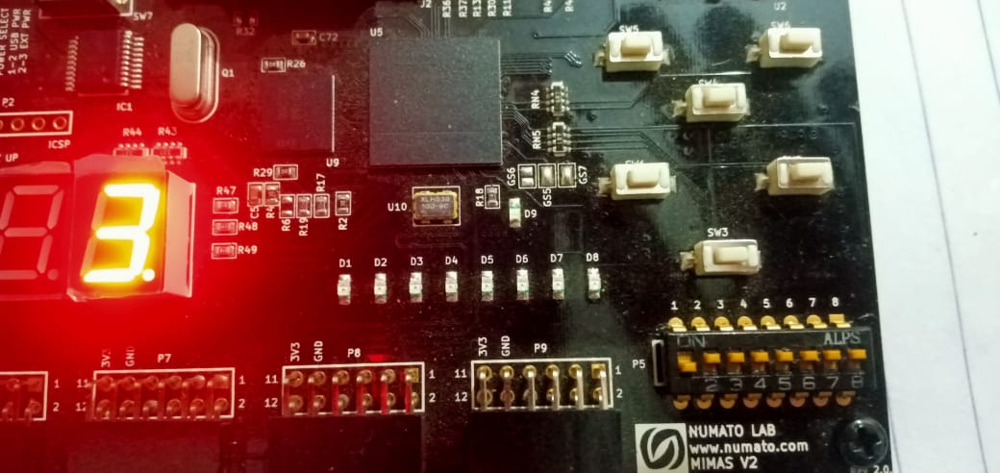 POWER SELECT
1-2 USB PWR
2-3 EXT PWR
SW7
IC1
P2
ICSP
UP
R44
R43
Q1
R32
C72
R26
U9
J2
U5
R36
R37
R13
R30
R11
RN4
RN5
SW5
U2
SW6
SW4
GS6
GS5
GS7
R18
D9
U10
R29
R17
C5
R4
R6
R19
R2
R47
R48
R49
3.
D1 D2 D3 D4 D5 D6 D7 D8
SW3
1 2 3 4 5 6 7 8
ON ALPS
2 3 4 5 6 7 8
P5
3V3 GND P7
11 1
12 2
3V3 GND P8
11 1
12 2
3V3 GND P9
11 1
12 2
NUMATO LAB
www.numato.com
MIMAS V2
2.0